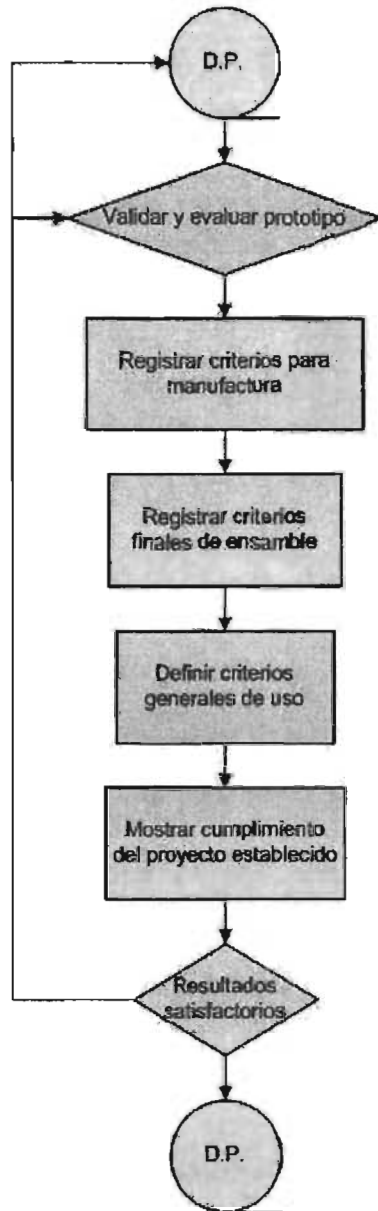 D.P.
Validar y evaluar prototipo
Registrar criterios para
manufactura
Registrar criterios
finales de ensamble
Definir criterios
generales de uso
Mostrar cumplimiento
del proyecto establecido
Resultados
satisfactorios
D.P.